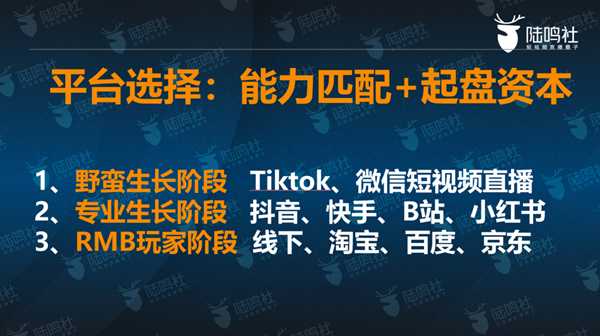 陆鸣社
平台选择：能力匹配+起盘资本
1、野蛮生长阶段 Tiktok、微信短视频直播
2、专业生长阶段 抖音、快手、B站、小红书
3、RMB玩家阶段 线下、淘宝、百度、京东